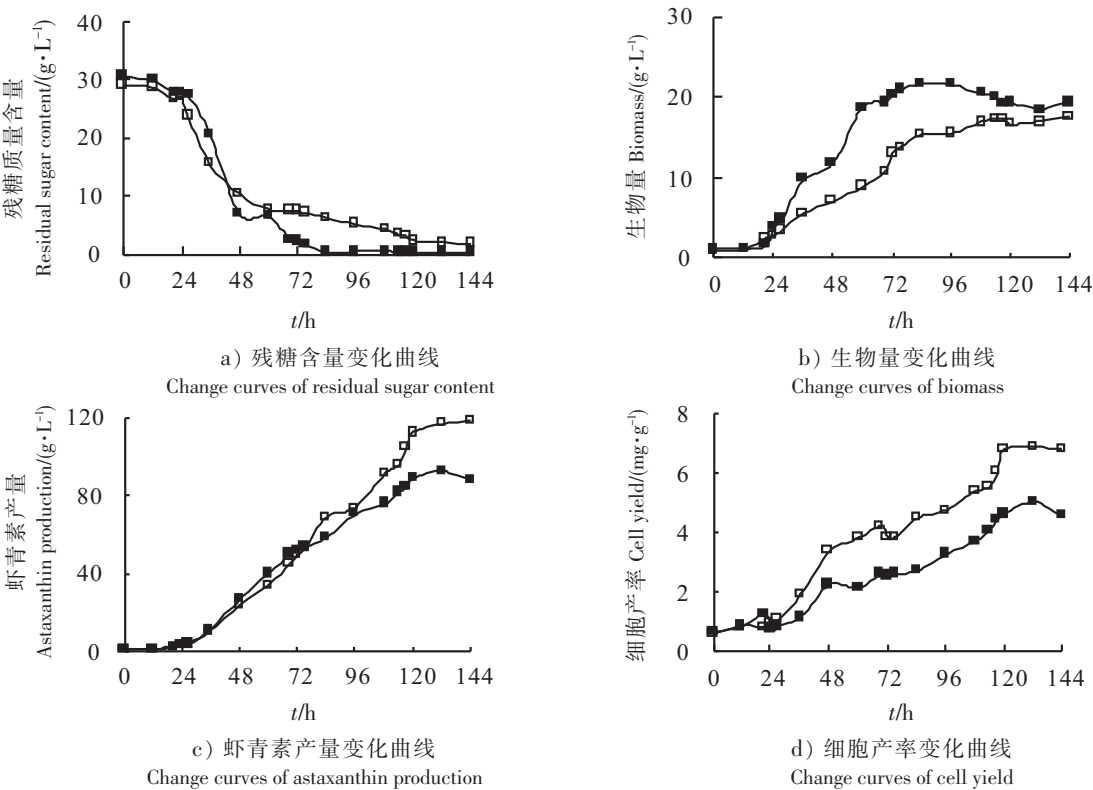 残糖质量含量
Residual sugar content/(g·L⁻¹)
40
30
20
10
0
0 24 48 72 96 120 144
t/h
a) 残糖含量变化曲线
Change curves of residual sugar content
生物量 Biomass/(g·L⁻¹)
30
20
10
0
0 24 48 72 96 120 144
t/h
b) 生物量变化曲线
Change curves of biomass
虾青素产量
Astaxanthin production/(g·L⁻¹)
120
80
40
0
0 24 48 72 96 120 144
t/h
c) 虾青素产量变化曲线
Change curves of astaxanthin production
细胞产率 Cell yield/(mg·g⁻¹)
8
6
4
2
0
0 24 48 72 96 120 144
t/h
d) 细胞产率变化曲线
Change curves of cell yield